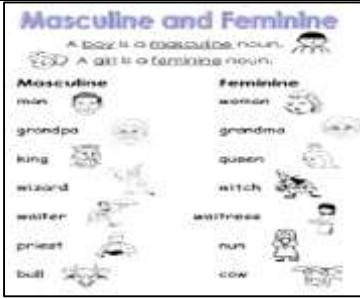 Masculine and Feminine
A boy is a masculine noun.
A girl is a feminine noun.
Masculine Feminine
man woman
grandpa grandma
king queen
wizard witch
waiter waitress
priest nun
bull cow